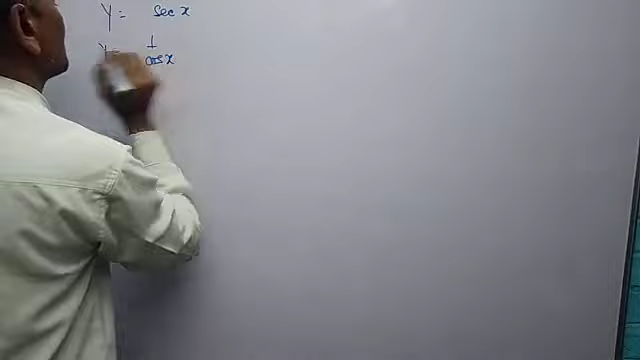 y = sec x
y = 1
cos x